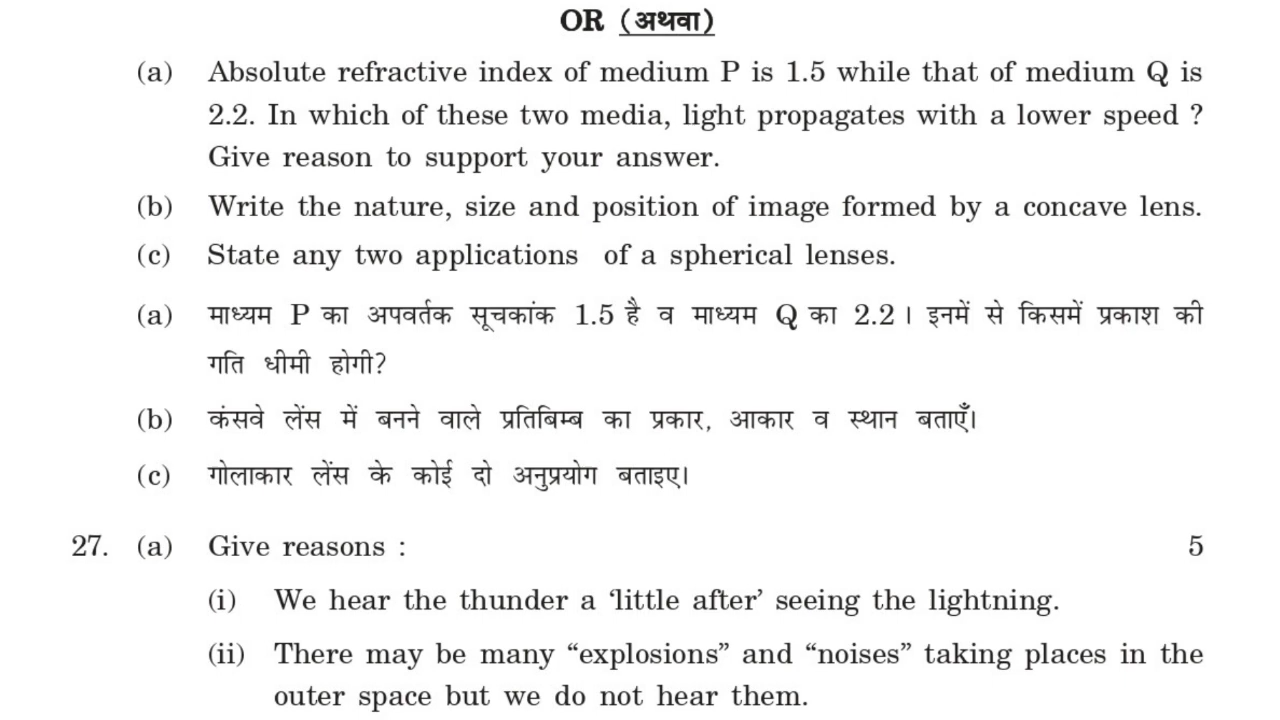 OR (अथवा)
(a) Absolute refractive index of medium P is 1.5 while that of medium Q is
2.2. In which of these two media, light propagates with a lower speed ?
Give reason to support your answer.
(b) Write the nature, size and position of image formed by a concave lens.
(c) State any two applications of a spherical lenses.
(a) माध्यम P का अपवर्तक सूचकांक 1.5 है व माध्यम Q का 2.2। इनमें से किसमें प्रकाश की
गति धीमी होगी?
(b) कंसवे लेंस में बनने वाले प्रतिबिम्ब का प्रकार, आकार व स्थान बताएँ।
(c) गोलाकार लेंस के कोई दो अनुप्रयोग बताइए।
27. (a) Give reasons : 5
(i) We hear the thunder a ‘little after’ seeing the lightning.
(ii) There may be many “explosions” and “noises” taking places in the
outer space but we do not hear them.